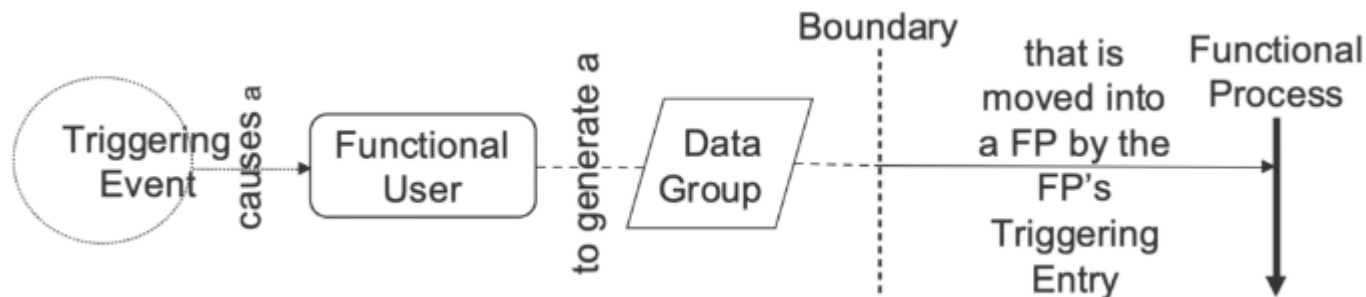 Triggering
Event
causes a
Functional
User
to generate a
Data
Group
Boundary
that is
moved into
a FP by the
FP's
Triggering
Entry
Functional
Process